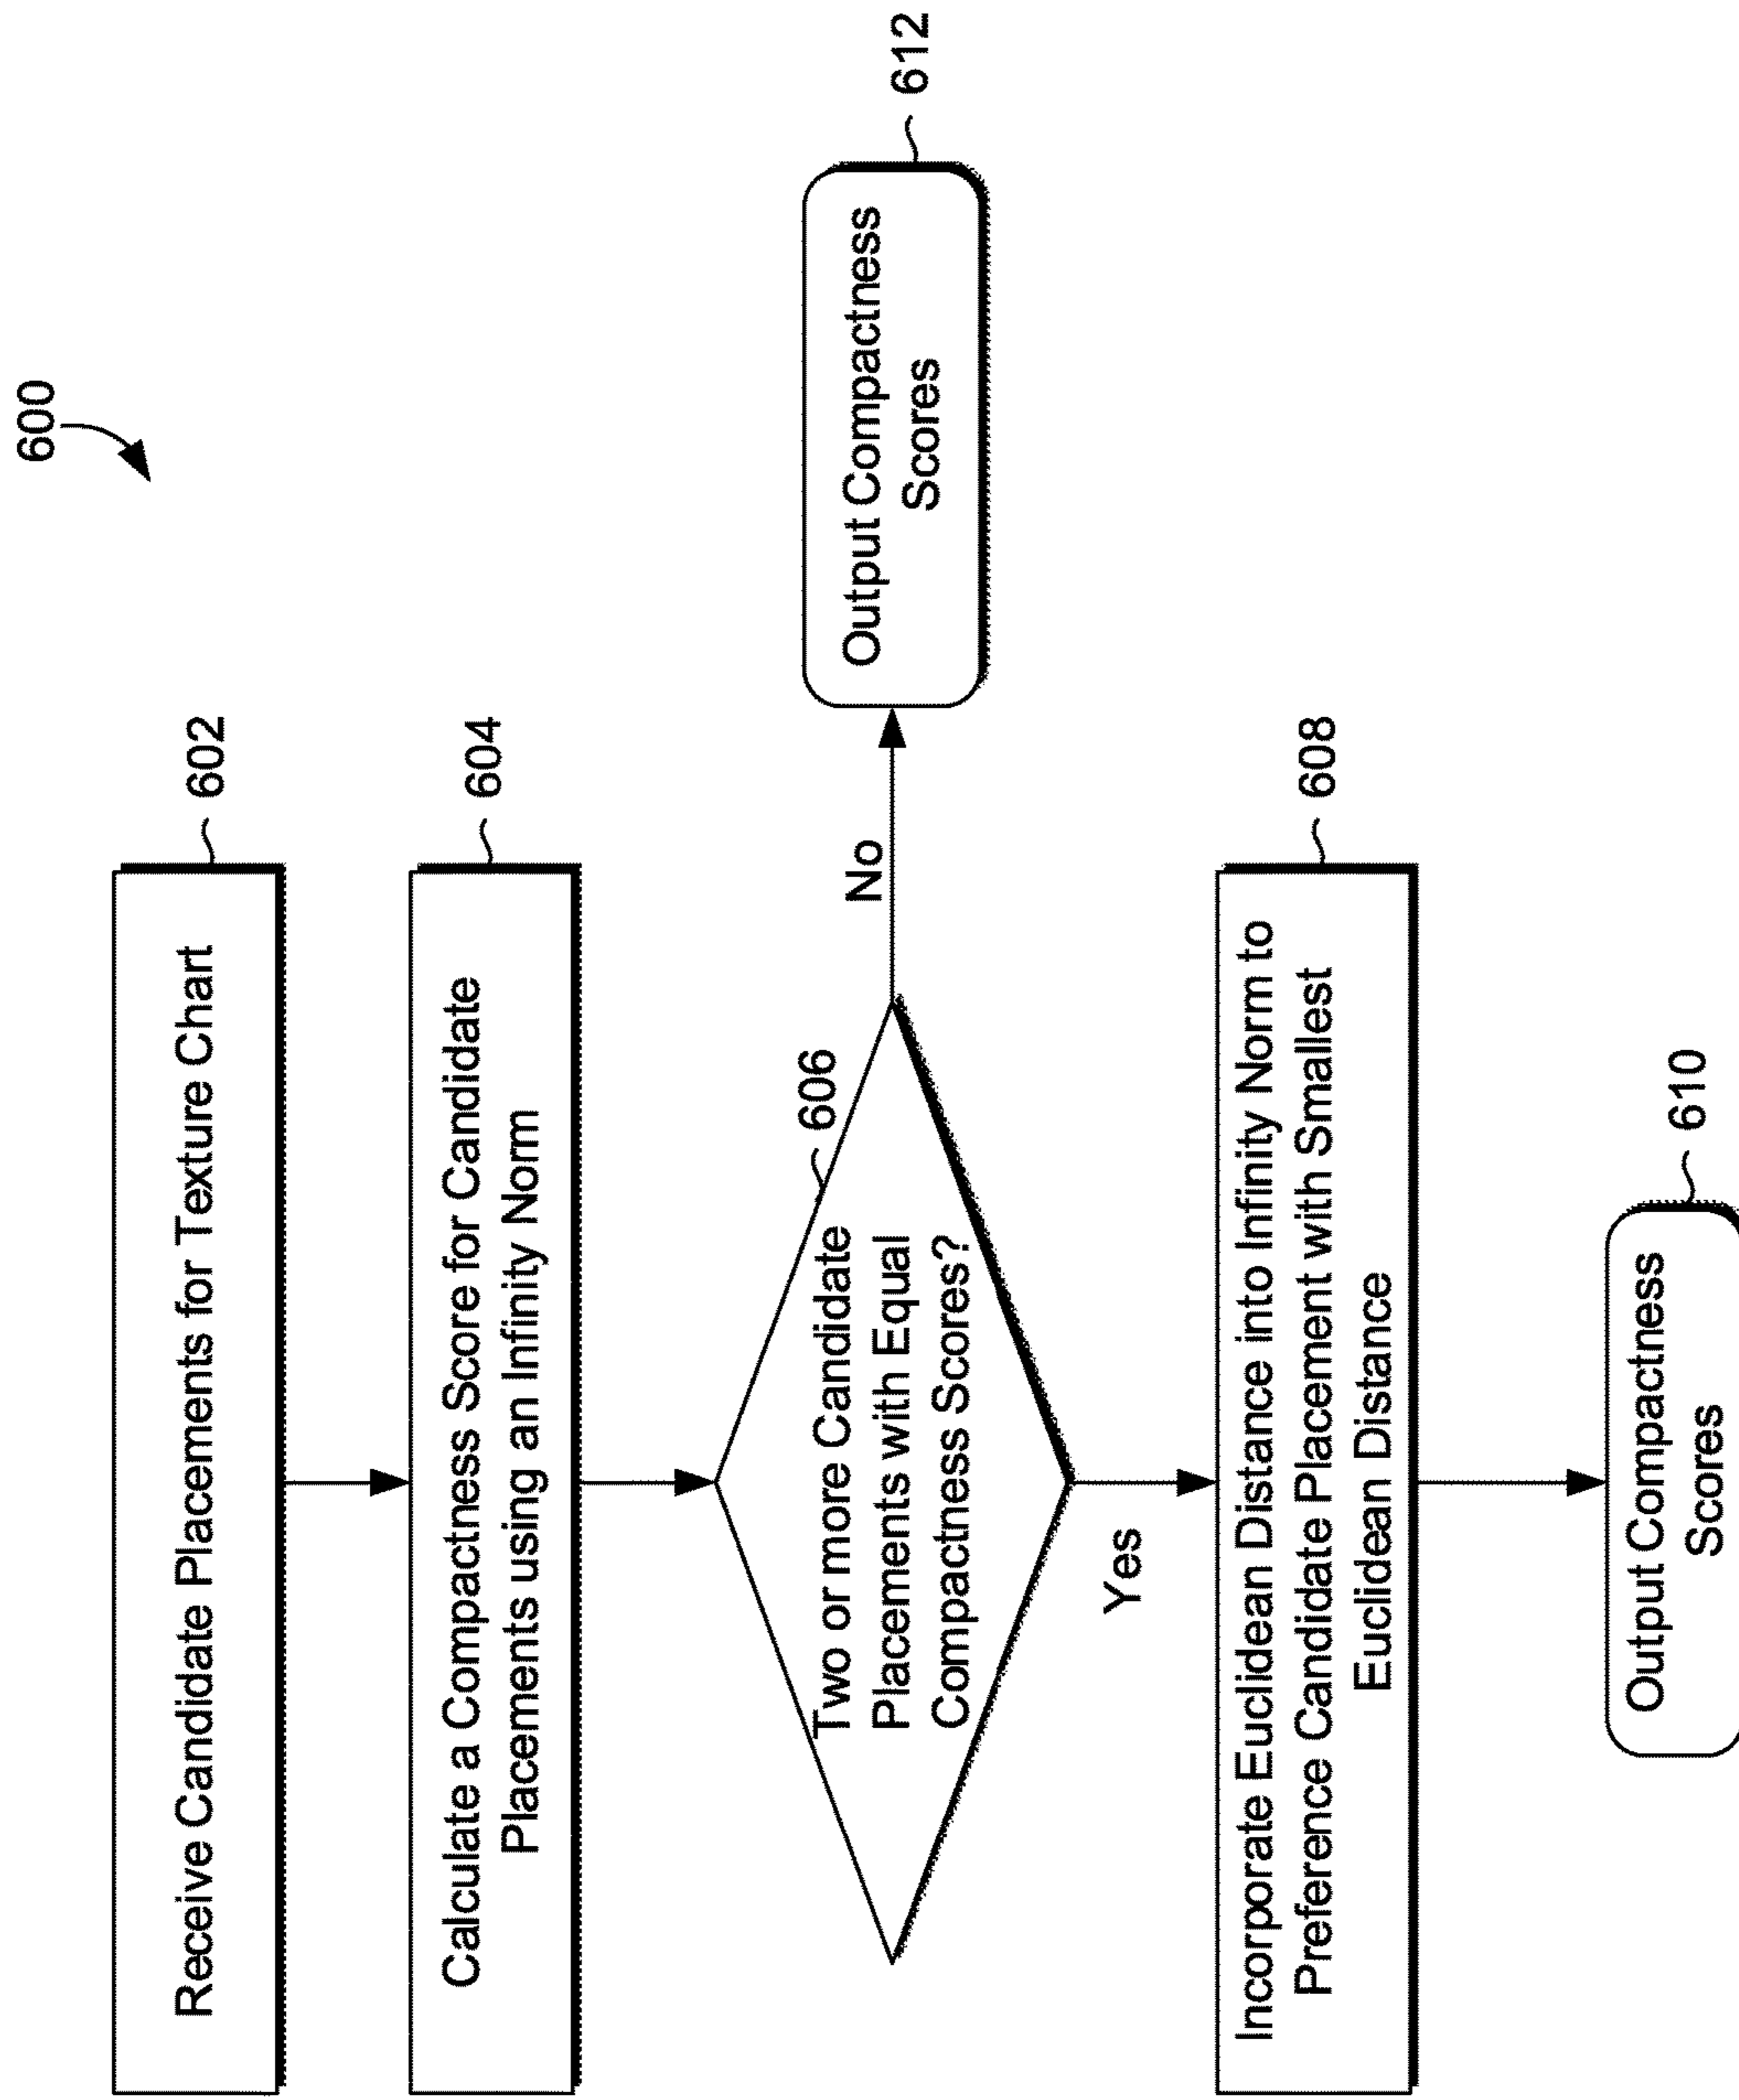 600
Receive Candidate Placements for Texture Chart
602
Calculate a Compactness Score for Candidate
Placements using an Infinity Norm
604
606
Two or more Candidate
Placements with Equal
Compactness Scores?
No
Output Compactness
Scores
612
Yes
Incorporate Euclidean Distance into Infinity Norm to
Preference Candidate Placement with Smallest
Euclidean Distance
608
Output Compactness
Scores
610